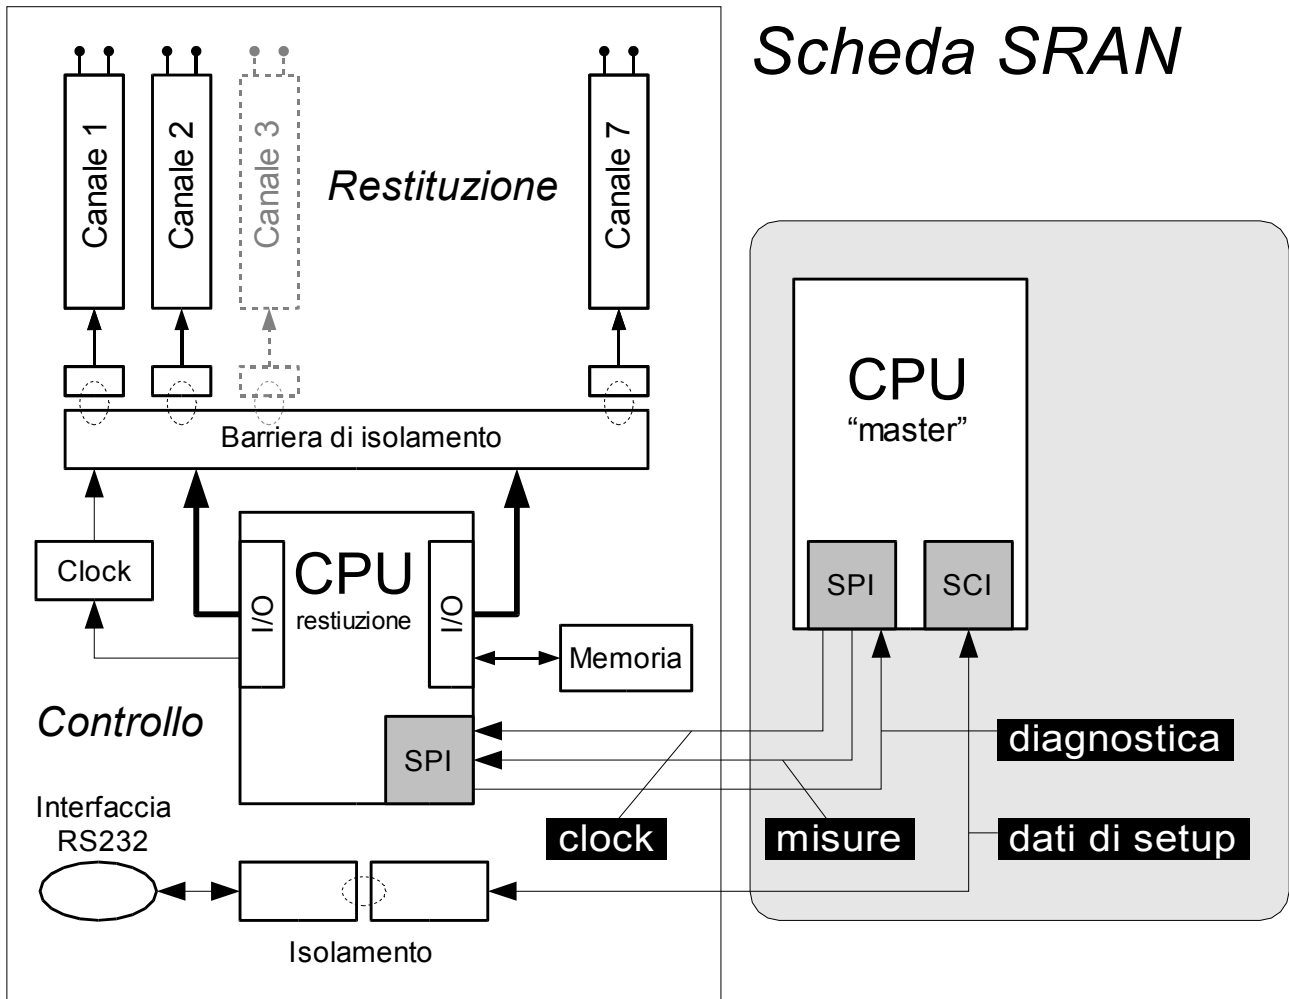 Scheda SRAN
Canale 1
Canale 2
Canale 3
Canale 7
Restituzione
Barriera di isolamento
Clock
CPU
restiuzione
I/O
I/O
Memoria
SPI
Controllo
Interfaccia
RS232
Isolamento
CPU
“master”
SPI
SCI
diagnostica
clock
misure
dati di setup